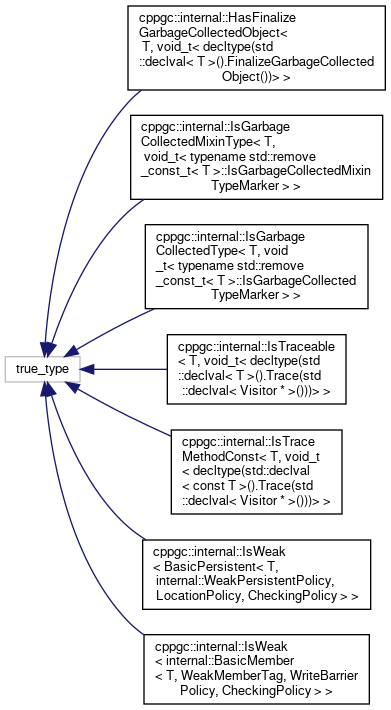 cppgc::internal::HasFinalize
GarbageCollectedObject<
T, void_t< decltype(std
::declval< T >().FinalizeGarbageCollected
Object())> >
cppgc::internal::IsGarbage
CollectedMixinType< T,
void_t< typename std::remove
_const_t< T >::IsGarbageCollectedMixin
TypeMarker > >
cppgc::internal::IsGarbage
CollectedType< T, void
_t< typename std::remove
_const_t< T >::IsGarbageCollected
TypeMarker > >
cppgc::internal::IsTraceable
< T, void_t< decltype(std
::declval< T >().Trace(std
::declval< Visitor * >()))> >
true_type
cppgc::internal::IsTrace
MethodConst< T, void_t
< decltype(std::declval
< const T >().Trace(std
::declval< Visitor * >()))> >
cppgc::internal::IsWeak
< BasicPersistent< T,
internal::WeakPersistentPolicy,
LocationPolicy, CheckingPolicy > >
cppgc::internal::IsWeak
< internal::BasicMember
< T, WeakMemberTag, WriteBarrier
Policy, CheckingPolicy > >